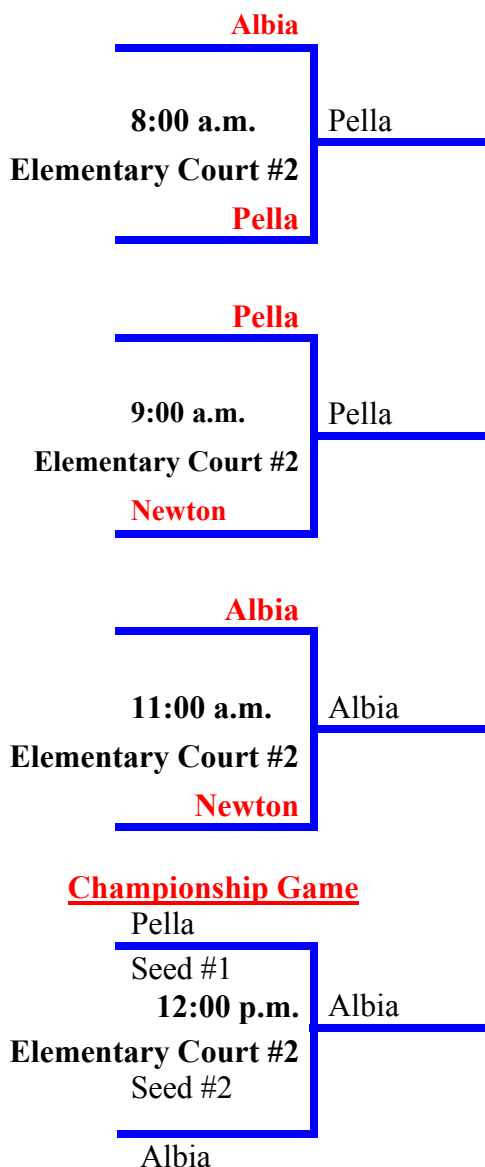 Albia
8:00 a.m.
Pella
Elementary Court #2
Pella
Pella
9:00 a.m.
Pella
Elementary Court #2
Newton
Albia
11:00 a.m.
Albia
Elementary Court #2
Newton
Championship Game
Pella
Seed #1
12:00 p.m.
Albia
Elementary Court #2
Seed #2
Albia